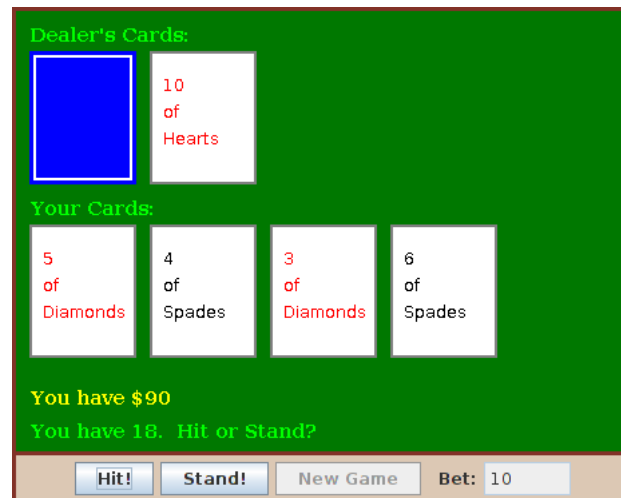 Dealer's Cards:
10
of
Hearts
Your Cards:
5
of
Diamonds
4
of
Spades
3
of
Diamonds
6
of
Spades
You have $90
You have 18.  Hit or Stand?
Hit! Stand! New Game Bet: 10